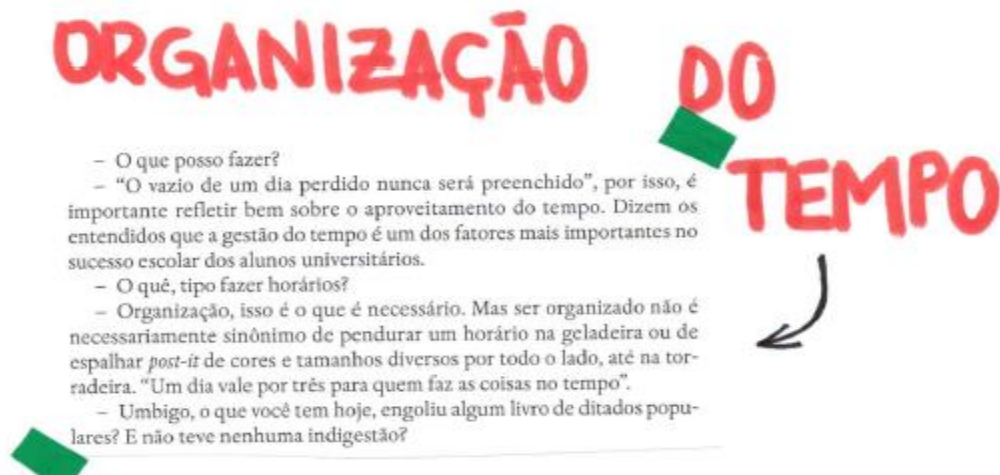 ORGANIZAÇÃO DO
TEMPO
– O que posso fazer?
– “O vazio de um dia perdido nunca será preenchido”, por isso, é
importante refletir bem sobre o aproveitamento do tempo. Dizem os
entendidos que a gestão do tempo é um dos fatores mais importantes no
sucesso escolar dos alunos universitários.
– O quê, tipo fazer horários?
– Organização, isso é o que é necessário. Mas ser organizado não é
necessariamente sinônimo de pendurar um horário na geladeira ou de
espalhar post-it de cores e tamanhos diversos por todo o lado, até na tor-
radeira. “Um dia vale por três para quem faz as coisas no tempo”.
– Umbigo, o que você tem hoje, engoliu algum livro de ditados popu-
lares? E não teve nenhuma indigestão?